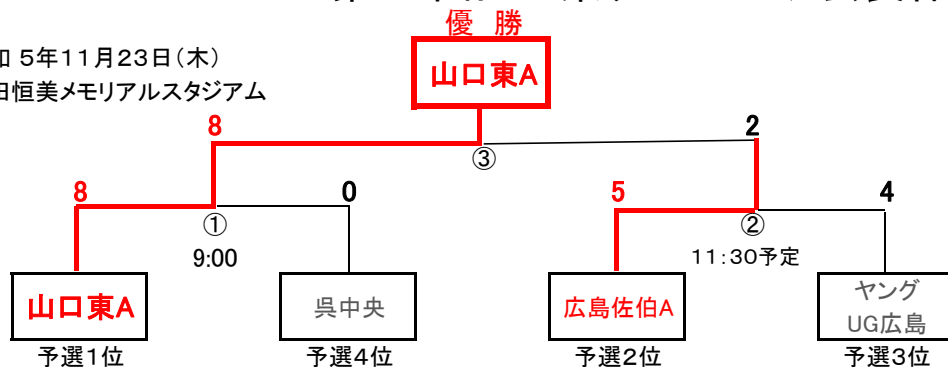 優 勝
5年11月23日(木)
山口東A
田恒美メモリアルスタジアム
8
2
③
8
0
5
4
①
②
9:00
11:30予定
山口東A
呉中央
広島佐伯A
ヤング
UG広島
予選1位
予選4位
予選2位
予選3位